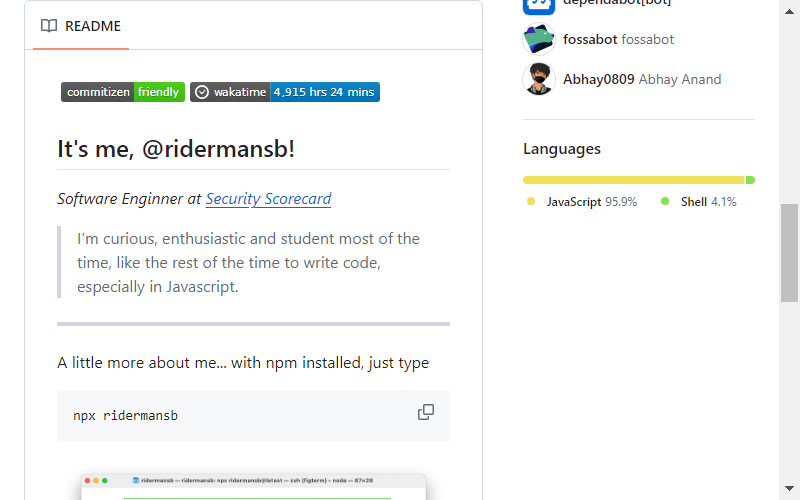 README
commitizen friendly wakatime 4,915 hrs 24 mins
It's me, @ridermansb!
Software Enginner at Security Scorecard
I'm curious, enthusiastic and student most of the
time, like the rest of the time to write code,
especially in Javascript.
A little more about me... with npm installed, just type
npx ridermansb
ridermansb — ridermansb: npx ridermansb@latest — zsh (figterm) • node — 87×28
dependabot[bot]
fossabot fossabot
Abhay0809 Abhay Anand
Languages
JavaScript 95.9% Shell 4.1%